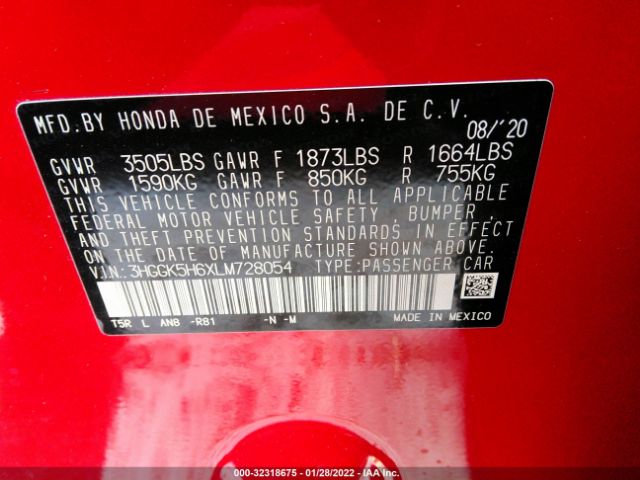 MFD.BY HONDA DE MEXICO S.A. DE C.V.
08/'20
GVWR 3505LBS GAWR F 1873LBS R 1664LBS
GVWR 1590KG GAWR F 850KG R 755KG
THIS VEHICLE CONFORMS TO ALL APPLICABLE
FEDERAL MOTOR VEHICLE SAFETY, BUMPER,
AND THEFT PREVENTION STANDARDS IN EFFECT
ON THE DATE OF MANUFACTURE SHOWN ABOVE.
V.I.N: 3HGGK5H6XLM728054 TYPE:PASSENGER CAR
T5R L AN8 -R81 -N -M MADE IN MEXICO
000-32318675 - 01/28/2022 - IAA Inc.